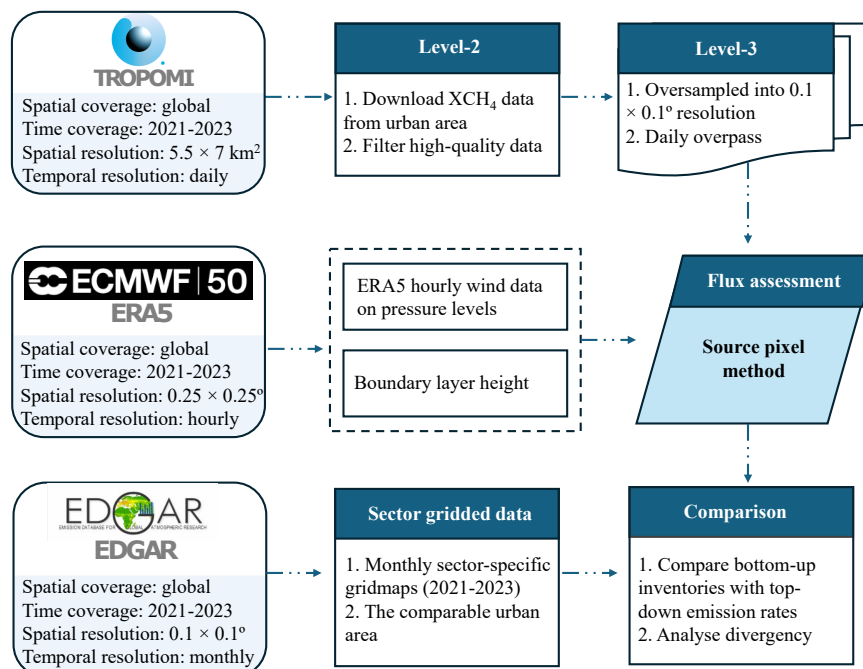 TROPOMI
Spatial coverage: global
Time coverage: 2021-2023
Spatial resolution: 5.5 × 7 km²
Temporal resolution: daily
Level-2
1. Download XCH₄ data
from urban area
2. Filter high-quality data
Level-3
1. Oversampled into 0.1
× 0.1º resolution
2. Daily overpass
ECMWF | 50
ERA5
Spatial coverage: global
Time coverage: 2021-2023
Spatial resolution: 0.25 × 0.25º
Temporal resolution: hourly
ERA5 hourly wind data
on pressure levels
Boundary layer height
Flux assessment
Source pixel
method
EDGAR
EMISSION DATABASE FOR GLOBAL ATMOSPHERIC RESEARCH
EDGAR
Spatial coverage: global
Time coverage: 2021-2023
Spatial resolution: 0.1 × 0.1º
Temporal resolution: monthly
Sector gridded data
1. Monthly sector-specific
gridmaps (2021-2023)
2. The comparable urban
area
Comparison
1. Compare bottom-up
inventories with top-
down emission rates
2. Analyse divergency